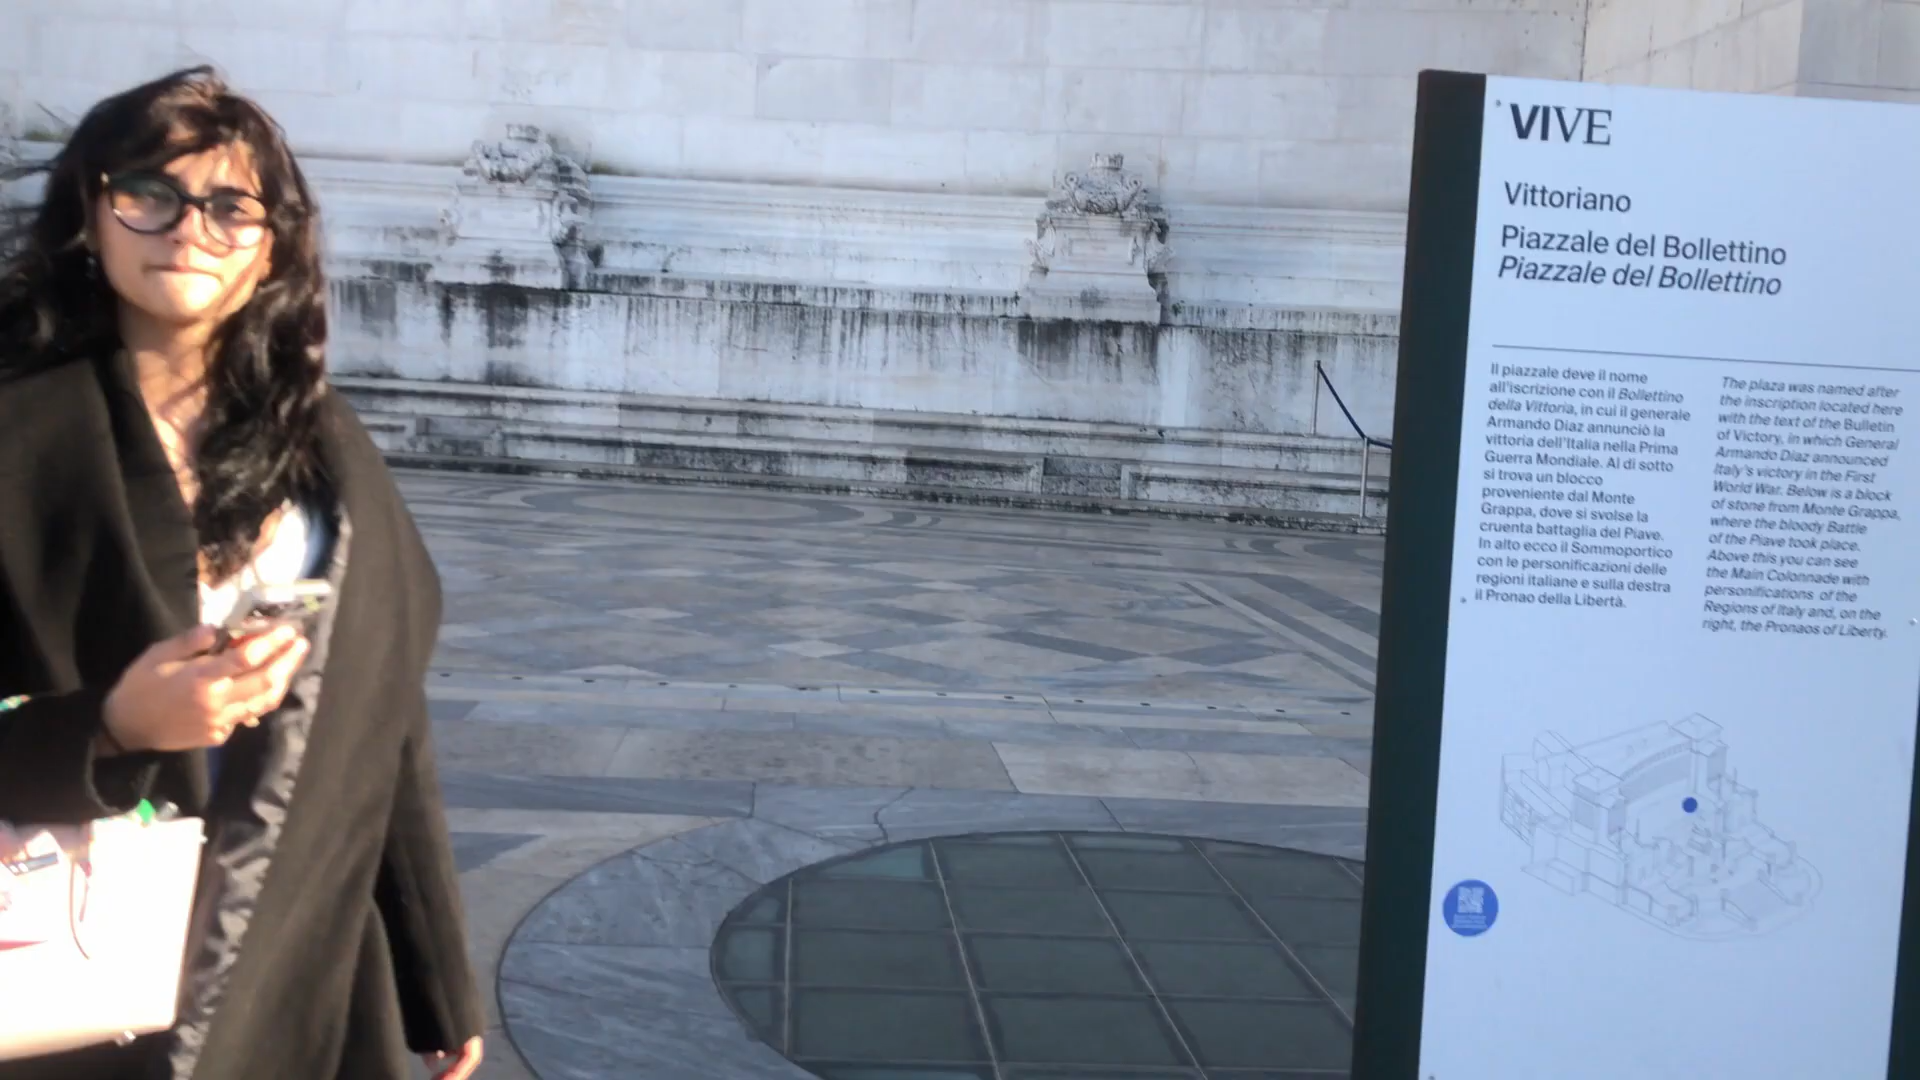 VIVE
Vittoriano
Piazzale del Bollettino
Piazzale del Bollettino
Il piazzale deve il nome
all'iscrizione con il Bollettino
della Vittoria, in cui il generale
Armando Diaz annunciò la
vittoria dell'Italia nella Prima
Guerra Mondiale. Al di sotto
si trova un blocco
proveniente dal Monte
Grappa, dove si svolse la
cruenta battaglia del Piave.
In alto ecco il Sommoportico
con le personificazioni delle
regioni italiane e sulla destra
il Pronao della Libertà.
The plaza was named after
the inscription located here
with the text of the Bulletin
of Victory, in which General
Armando Diaz announced
Italy's victory in the First
World War. Below is a block
of stone from Monte Grappa,
where the bloody Battle
of the Piave took place.
Above this you can see
the Main Colonnade with
personifications of the
Regions of Italy and, on the
right, the Pronaos of Liberty.